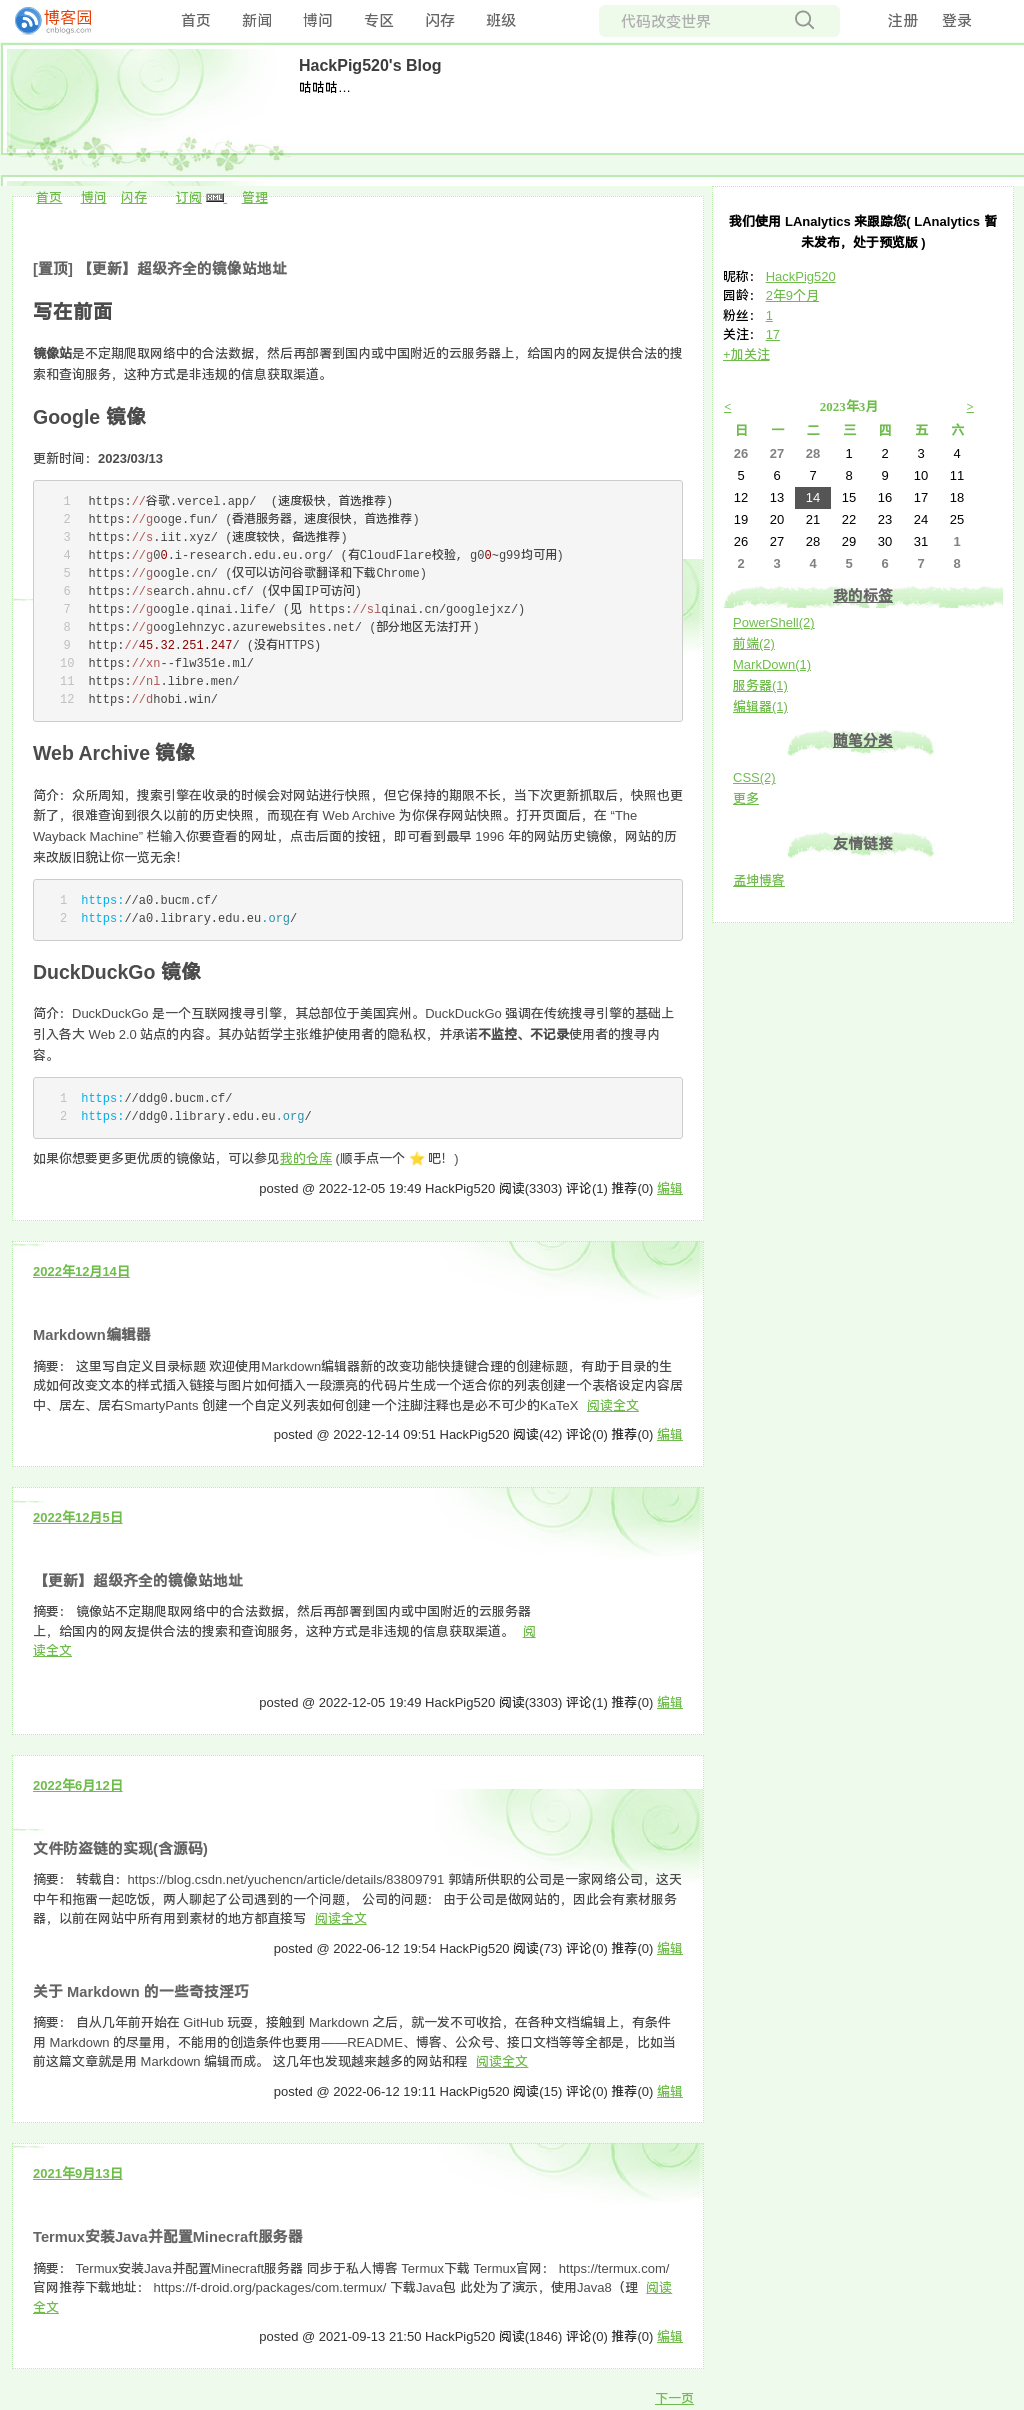 博客园
cnblogs.com
首页 新闻 博问 专区 闪存 班级
代码改变世界
注册 登录
HackPig520's Blog
咕咕咕…
首页 博问 闪存 订阅 XML 管理
[置顶] 【更新】超级齐全的镜像站地址
写在前面
镜像站是不定期爬取网络中的合法数据，然后再部署到国内或中国附近的云服务器上，给国内的网友提供合法的搜
索和查询服务，这种方式是非违规的信息获取渠道。
Google 镜像
更新时间：2023/03/13
1 https://谷歌.vercel.app/ (速度极快，首选推荐)
2 https://googe.fun/ (香港服务器，速度很快，首选推荐)
3 https://s.iit.xyz/ (速度较快，备选推荐)
4 https://g00.i-research.edu.eu.org/ (有CloudFlare校验, g00~g99均可用)
5 https://google.cn/ (仅可以访问谷歌翻译和下载Chrome)
6 https://search.ahnu.cf/ (仅中国IP可访问)
7 https://google.qinai.life/ (见 https://slqinai.cn/googlejxz/)
8 https://googlehnzyc.azurewebsites.net/ (部分地区无法打开)
9 http://45.32.251.247/ (没有HTTPS)
10 https://xn--flw351e.ml/
11 https://nl.libre.men/
12 https://dhobi.win/
Web Archive 镜像
简介：众所周知，搜索引擎在收录的时候会对网站进行快照，但它保持的期限不长，当下次更新抓取后，快照也更
新了，很难查询到很久以前的历史快照，而现在有 Web Archive 为你保存网站快照。打开页面后，在 “The
Wayback Machine” 栏输入你要查看的网址，点击后面的按钮，即可看到最早 1996 年的网站历史镜像，网站的历
来改版旧貌让你一览无余！
1 https://a0.bucm.cf/
2 https://a0.library.edu.eu.org/
DuckDuckGo 镜像
简介：DuckDuckGo 是一个互联网搜寻引擎，其总部位于美国宾州。DuckDuckGo 强调在传统搜寻引擎的基础上
引入各大 Web 2.0 站点的内容。其办站哲学主张维护使用者的隐私权，并承诺不监控、不记录使用者的搜寻内
容。
1 https://ddg0.bucm.cf/
2 https://ddg0.library.edu.eu.org/
如果你想要更多更优质的镜像站，可以参见我的仓库 (顺手点一个 ⭐ 吧！)
posted @ 2022-12-05 19:49 HackPig520 阅读(3303) 评论(1) 推荐(0) 编辑
2022年12月14日
Markdown编辑器
摘要： 这里写自定义目录标题 欢迎使用Markdown编辑器新的改变功能快捷键合理的创建标题，有助于目录的生
成如何改变文本的样式插入链接与图片如何插入一段漂亮的代码片生成一个适合你的列表创建一个表格设定内容居
中、居左、居右SmartyPants 创建一个自定义列表如何创建一个注脚注释也是必不可少的KaTeX 阅读全文
posted @ 2022-12-14 09:51 HackPig520 阅读(42) 评论(0) 推荐(0) 编辑
2022年12月5日
【更新】超级齐全的镜像站地址
摘要： 镜像站不定期爬取网络中的合法数据，然后再部署到国内或中国附近的云服务器
上，给国内的网友提供合法的搜索和查询服务，这种方式是非违规的信息获取渠道。 阅
读全文
posted @ 2022-12-05 19:49 HackPig520 阅读(3303) 评论(1) 推荐(0) 编辑
2022年6月12日
文件防盗链的实现(含源码)
摘要： 转载自：https://blog.csdn.net/yuchencn/article/details/83809791 郭靖所供职的公司是一家网络公司，这天
中午和拖雷一起吃饭，两人聊起了公司遇到的一个问题， 公司的问题： 由于公司是做网站的，因此会有素材服务
器，以前在网站中所有用到素材的地方都直接写 阅读全文
posted @ 2022-06-12 19:54 HackPig520 阅读(73) 评论(0) 推荐(0) 编辑
关于 Markdown 的一些奇技淫巧
摘要： 自从几年前开始在 GitHub 玩耍，接触到 Markdown 之后，就一发不可收拾，在各种文档编辑上，有条件
用 Markdown 的尽量用，不能用的创造条件也要用——README、博客、公众号、接口文档等等全都是，比如当
前这篇文章就是用 Markdown 编辑而成。 这几年也发现越来越多的网站和程 阅读全文
posted @ 2022-06-12 19:11 HackPig520 阅读(15) 评论(0) 推荐(0) 编辑
2021年9月13日
Termux安装Java并配置Minecraft服务器
摘要： Termux安装Java并配置Minecraft服务器 同步于私人博客 Termux下载 Termux官网： https://termux.com/
官网推荐下载地址： https://f-droid.org/packages/com.termux/ 下载Java包 此处为了演示，使用Java8（理 阅读
全文
posted @ 2021-09-13 21:50 HackPig520 阅读(1846) 评论(0) 推荐(0) 编辑
下一页
我们使用 LAnalytics 来跟踪您( LAnalytics 暂
未发布，处于预览版 )
昵称： HackPig520
园龄： 2年9个月
粉丝： 1
关注： 17
+加关注
< 2023年3月 >
日 一 二 三 四 五 六
26 27 28 1 2 3 4
5 6 7 8 9 10 11
12 13 14 15 16 17 18
19 20 21 22 23 24 25
26 27 28 29 30 31 1
2 3 4 5 6 7 8
我的标签
PowerShell(2)
前端(2)
MarkDown(1)
服务器(1)
编辑器(1)
随笔分类
CSS(2)
更多
友情链接
孟坤博客